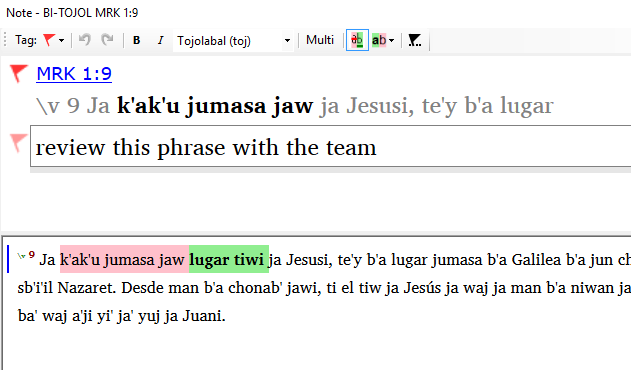 Note - BI-TOJOL MRK 1:9
Tag: B I Tojolabal (toj) Multi ab ab
MRK 1:9
\v 9 Ja k'ak'u jumasa jaw ja Jesusi, te'y b'a lugar
review this phrase with the team
\v 9 Ja k'ak'u jumasa jaw lugar tiwi ja Jesusi, te'y b'a lugar jumasa b'a Galilea b'a jun
sb'i'il Nazaret. Desde man b'a chonab' jawi, ti el tiw ja Jesús ja waj ja man b'a niwan
ba' waj a'ji yi' ja' yuj ja Juani.